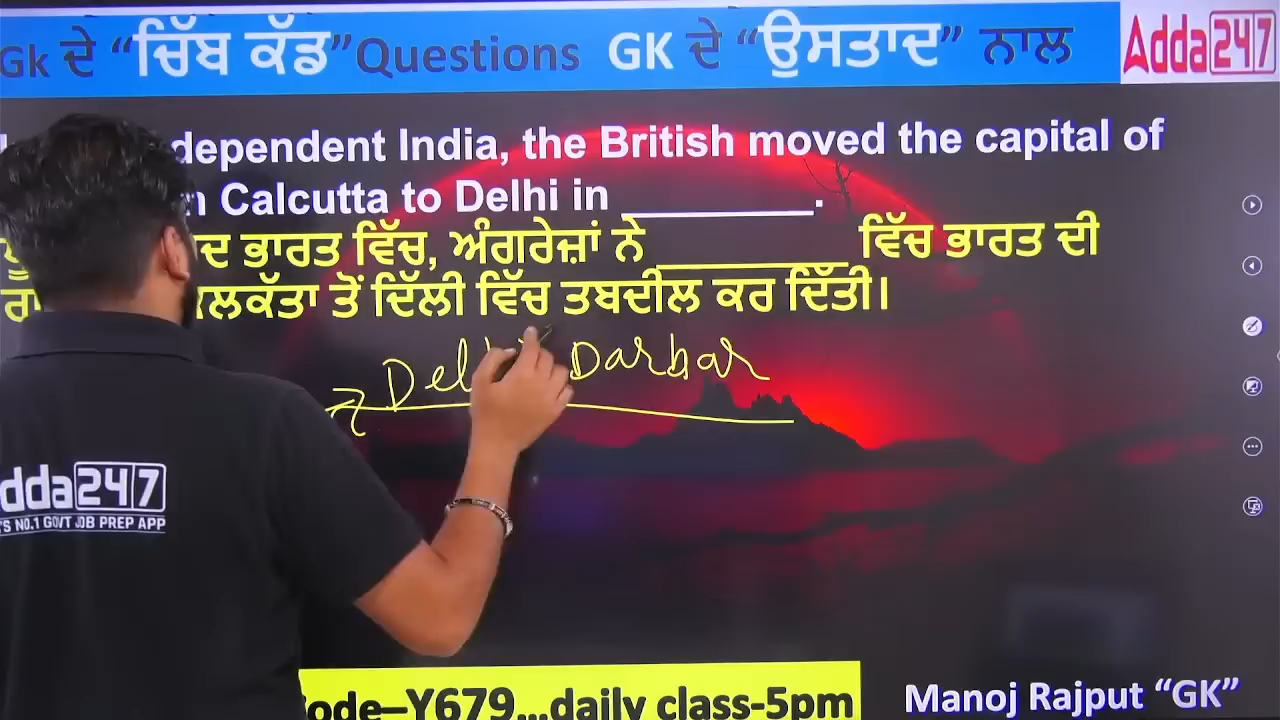 Gk ਦੇ “ਚਿੱਬ ਕੱਡ”Questions GK ਦੇ “ਉਸਤਾਦ” ਨਾਲ
Adda247
dependent India, the British moved the capital of
Calcutta to Delhi in ________.
ਭਾਰਤ ਵਿੱਚ, ਅੰਗਰੇਜ਼ਾਂ ਨੇ ________ ਵਿੱਚ ਭਾਰਤ ਦੀ
ਲਕੱਤਾ ਤੋਂ ਦਿੱਲੀ ਵਿੱਚ ਤਬਦੀਲ ਕਰ ਦਿੱਤੀ।
Darbar
dda247
'S NO.1 GOVT JOB PREP APP
ode–Y679...daily class-5pm
Manoj Rajput “GK”